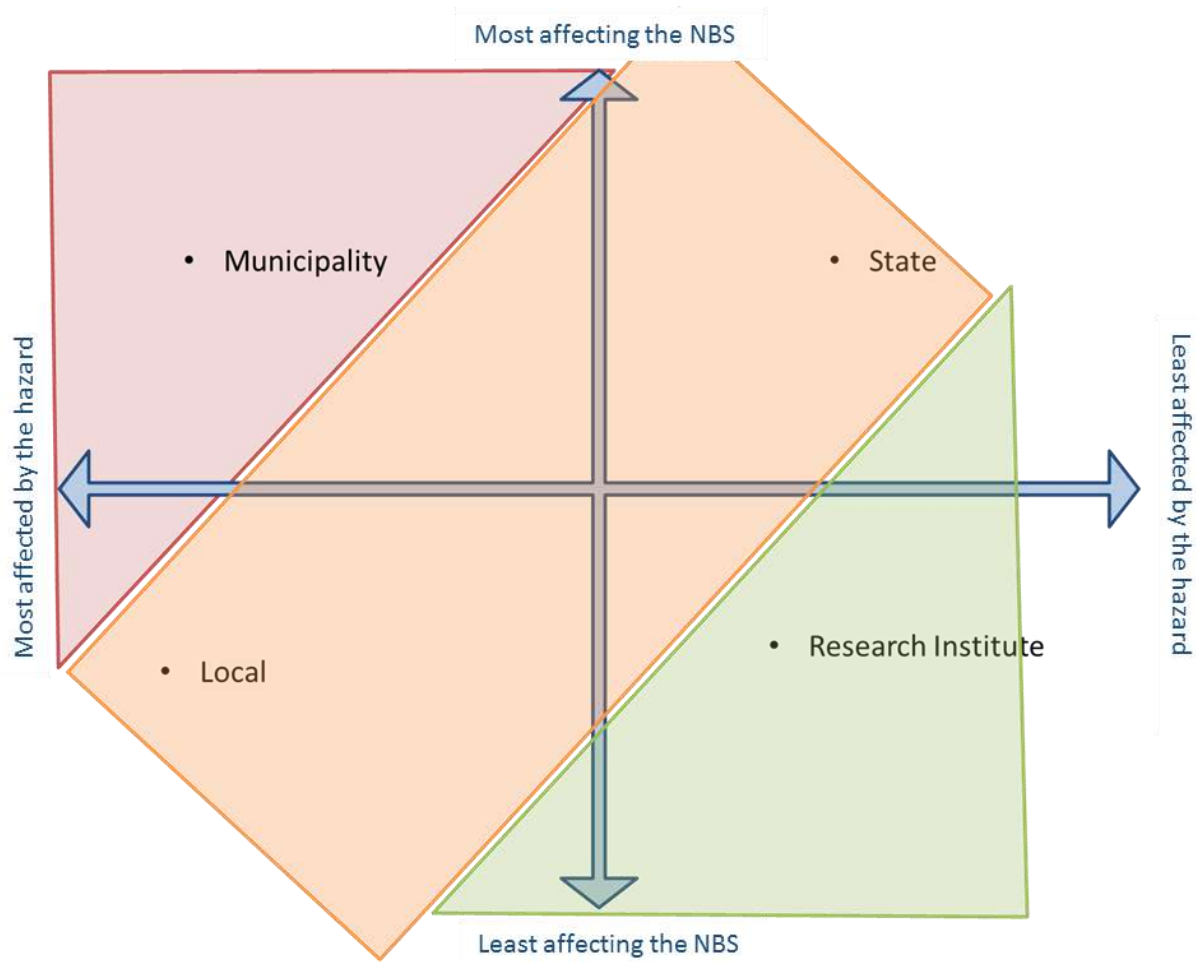 Most affecting the NBS
• Municipality
• State
Most affected by the hazard
Least affected by the hazard
• Research Institute
• Local
Least affecting the NBS